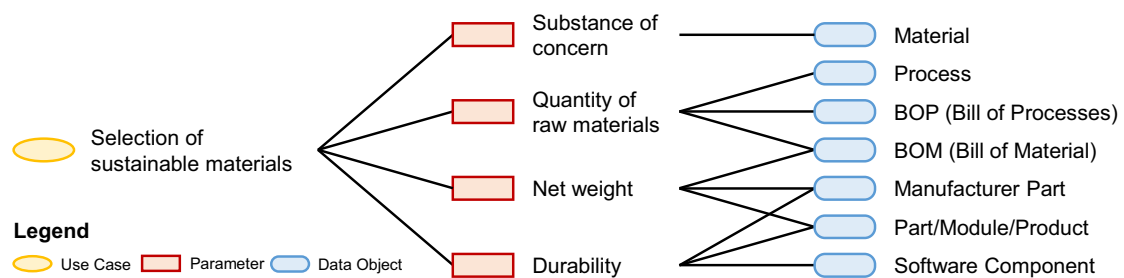 Selection of
sustainable materials
Substance of
concern
Quantity of
raw materials
Net weight
Durability
Material
Process
BOP (Bill of Processes)
BOM (Bill of Material)
Manufacturer Part
Part/Module/Product
Software Component
Legend
Use Case
Parameter
Data Object